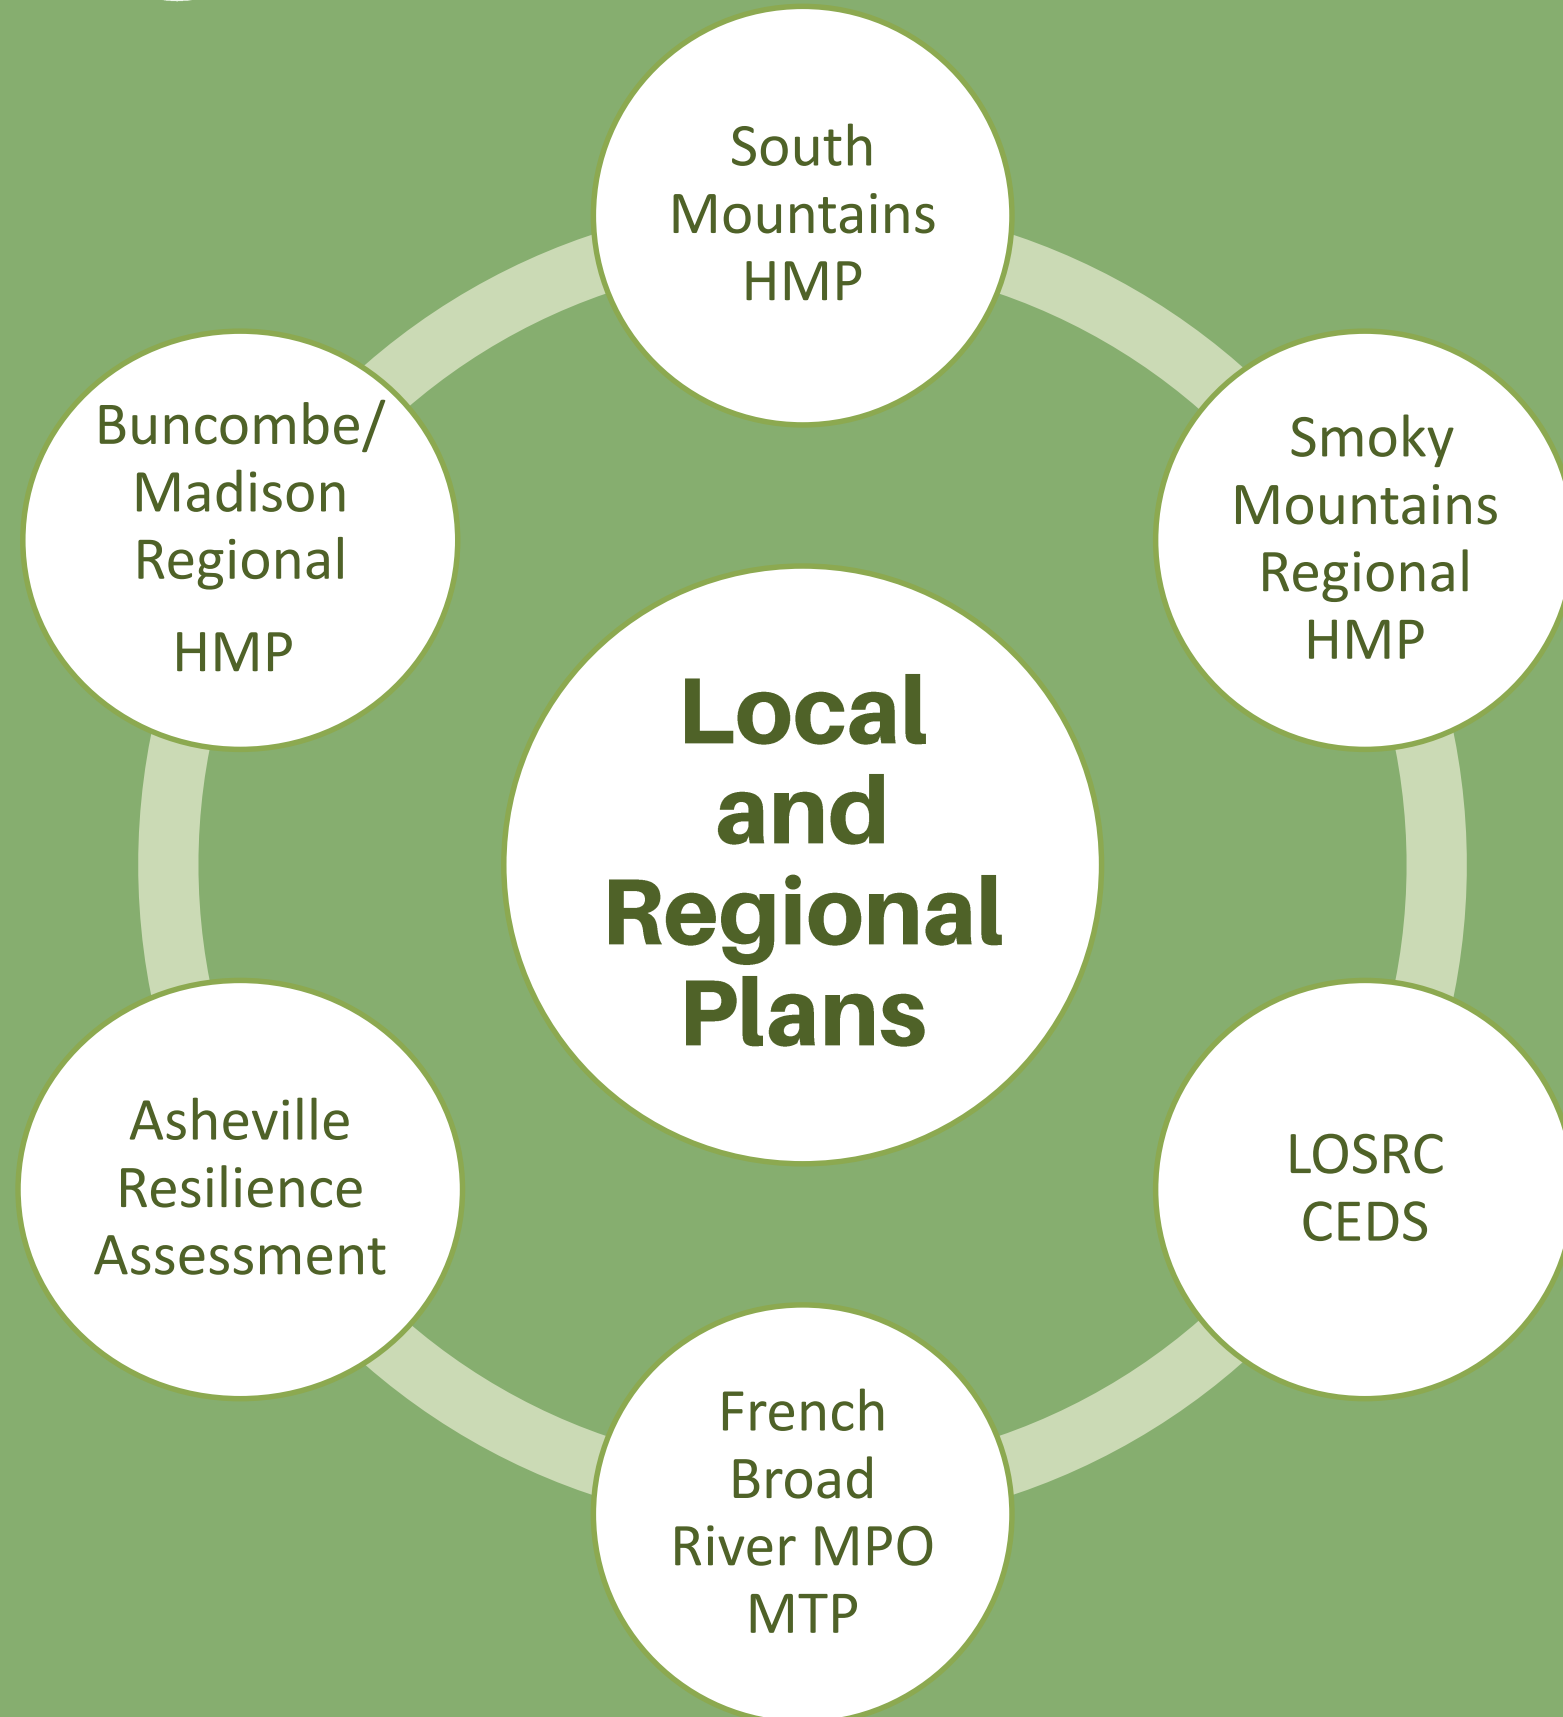 South
Mountains
HMP
Smoky
Mountains
Regional
HMP
LOSRC
CEDS
French
Broad
River MPO
MTP
Asheville
Resilience
Assessment
Buncombe/
Madison
Regional
HMP
Local
and
Regional
Plans